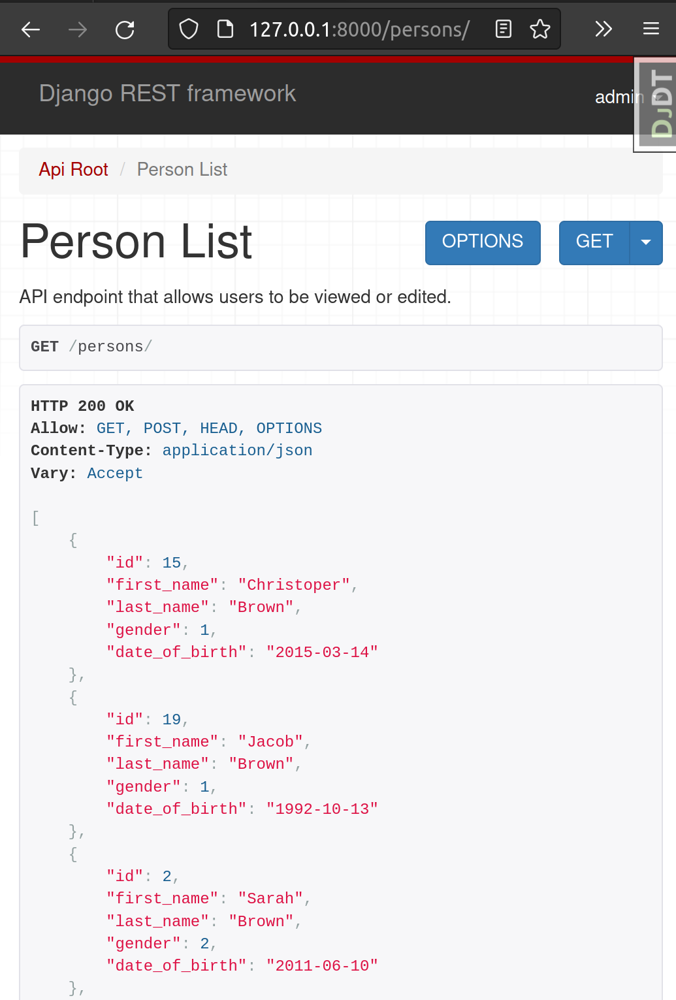 127.0.0.1:8000/persons/
Django REST framework
admin
DJDT
Api Root / Person List
Person List
OPTIONS
GET
API endpoint that allows users to be viewed or edited.
GET /persons/
HTTP 200 OK
Allow: GET, POST, HEAD, OPTIONS
Content-Type: application/json
Vary: Accept
[
    {
        "id": 15,
        "first_name": "Christoper",
        "last_name": "Brown",
        "gender": 1,
        "date_of_birth": "2015-03-14"
    },
    {
        "id": 19,
        "first_name": "Jacob",
        "last_name": "Brown",
        "gender": 1,
        "date_of_birth": "1992-10-13"
    },
    {
        "id": 2,
        "first_name": "Sarah",
        "last_name": "Brown",
        "gender": 2,
        "date_of_birth": "2011-06-10"
    },